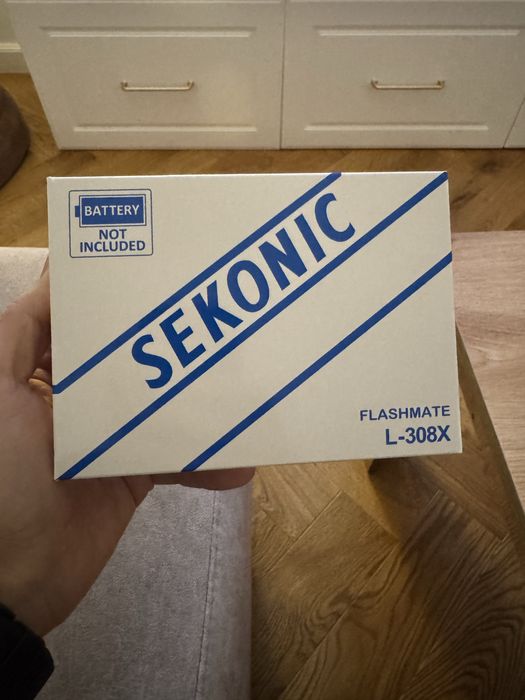 BATTERY
NOT
INCLUDED
SEKONIC
FLASHMATE
L-308X